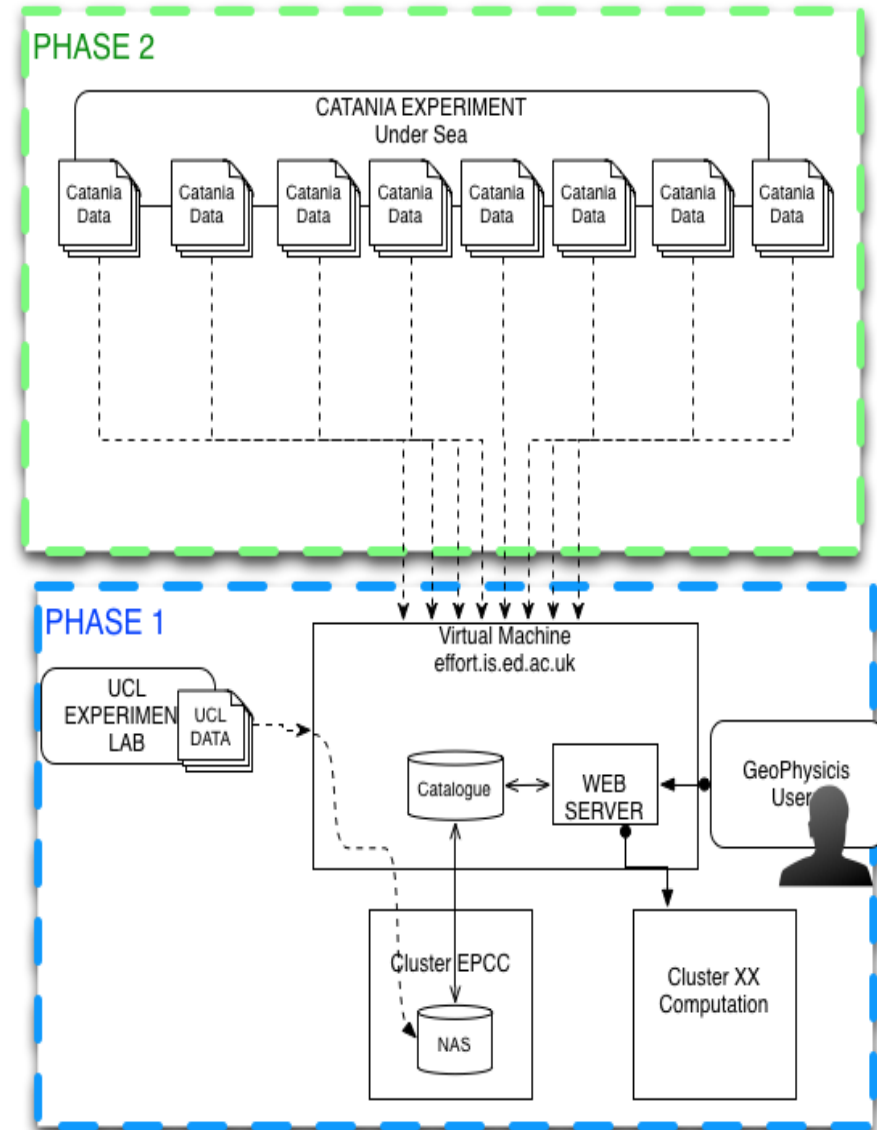 PHASE 2
CATANIA EXPERIMENT
Under Sea
Catania
Data
Catania
Data
Catania
Data
Catania
Data
Catania
Data
Catania
Data
Catania
Data
Catania
Data
PHASE 1
Virtual Machine
effort.is.ed.ac.uk
UCL
EXPERIMEN
LAB
UCL
DATA
Catalogue
WEB
SERVER
GeoPhysicis
User
Cluster EPCC
NAS
Cluster XX
Computation